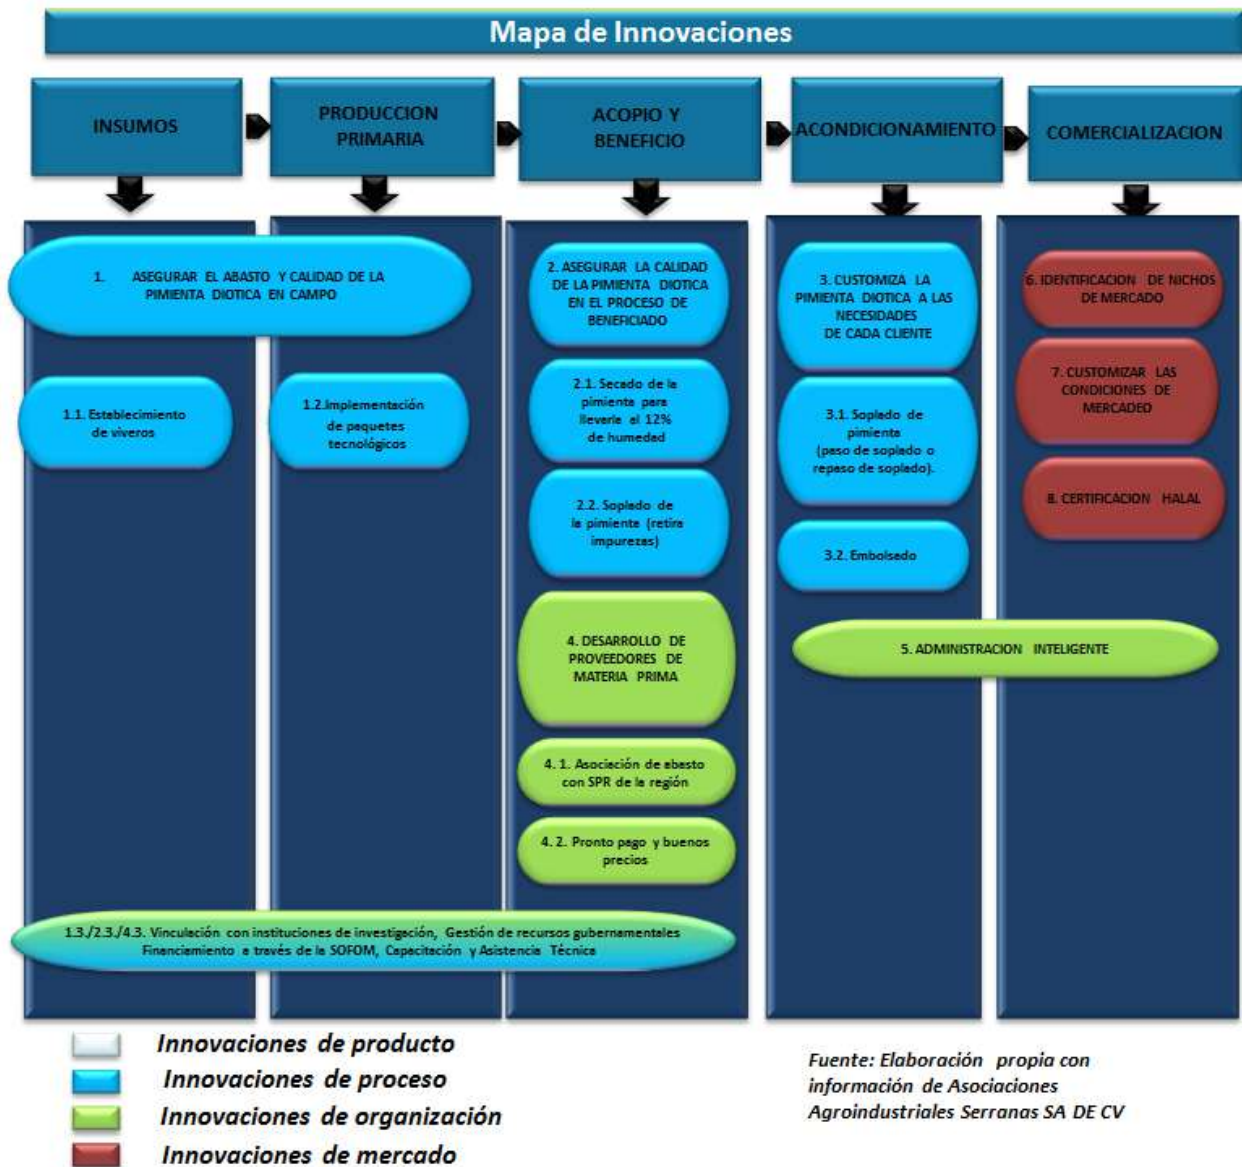 Mapa de Innovaciones
INSUMOS
PRODUCCION
PRIMARIA
ACOPIO Y
BENEFICIO
ACONDICIONAMIENTO
COMERCIALIZACION
1. ASEGURAR EL ABASTO Y CALIDAD DE LA
PIMIENTA DIOTICA EN CAMPO
1.1. Establecimiento
de viveros
1.2.Implementación
de paquetes
tecnológicos
2. ASEGURAR LA CALIDAD
DE LA PIMIENTA DIOTICA
EN EL PROCESO DE
BENEFICIADO
2.1. Secado de la
pimienta para
llevarla al 12%
de humedad
2.2. Soplado de
la pimienta (retira
impurezas)
4. DESARROLLO DE
PROVEEDORES DE
MATERIA PRIMA
4. 1. Asociación de abasto
con SPR de la región
4. 2. Pronto pago y buenos
precios
3. CUSTOMIZA LA
PIMIENTA DIOTICA A LAS
NECESIDADES
DE CADA CLIENTE
3.1. Soplado de
pimienta
(paso de soplado o
repaso de soplado).
3.2. Embolsado
6. IDENTIFICACION DE NICHOS
DE MERCADO
7. CUSTOMIZAR LAS
CONDICIONES DE
MERCADEO
8. CERTIFICACION HALAL
5. ADMINISTRACION INTELIGENTE
1.3./2.3./4.3. Vinculación con instituciones de investigación, Gestión de recursos gubernamentales
Financiamiento a través de la SOFOM, Capacitación y Asistencia Técnica
Innovaciones de producto
Innovaciones de proceso
Innovaciones de organización
Innovaciones de mercado
Fuente: Elaboración propia con
información de Asociaciones
Agroindustriales Serranas SA DE CV